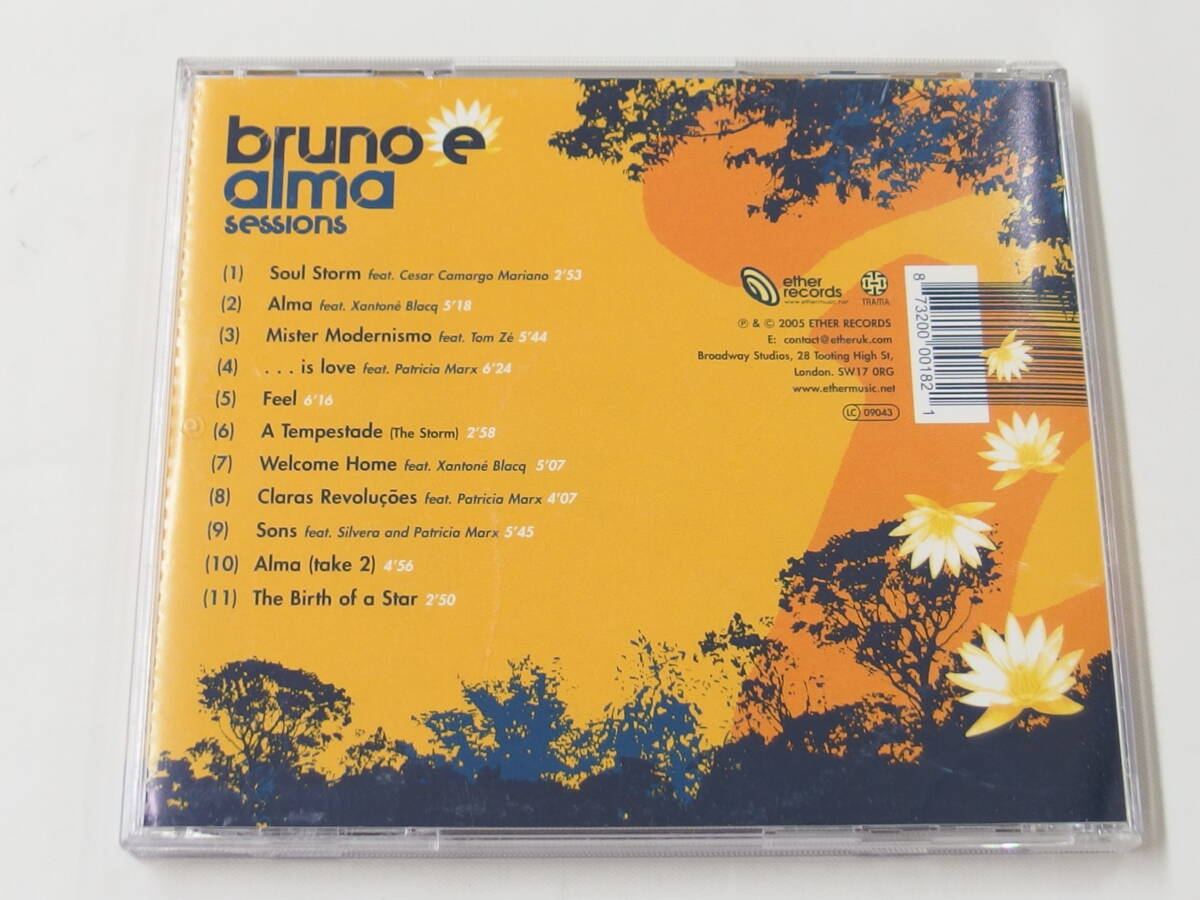 bruno e
alma
sessions
(1) Soul Storm feat. Cesar Camargo Mariano 2'53
(2) Alma feat. Xantoné Blacq 5'18
(3) Mister Modernismo feat. Tom Zé 5'44
(4) . . . is love feat. Patricia Marx 6'24
(5) Feel 6'16
(6) A Tempestade (The Storm) 2'58
(7) Welcome Home feat. Xantoné Blacq 5'07
(8) Claras Revoluções feat. Patricia Marx 4'07
(9) Sons feat. Silvera and Patricia Marx 5'45
(10) Alma (take 2) 4'56
(11) The Birth of a Star 2'50
ether
records
www.ethermusic.net
TRAMA
℗ & © 2005 ETHER RECORDS
E: contact@etheruk.com
Broadway Studios, 28 Tooting High St,
London. SW17 0RG
www.ethermusic.net
LC 09043
8 73200 00182 1